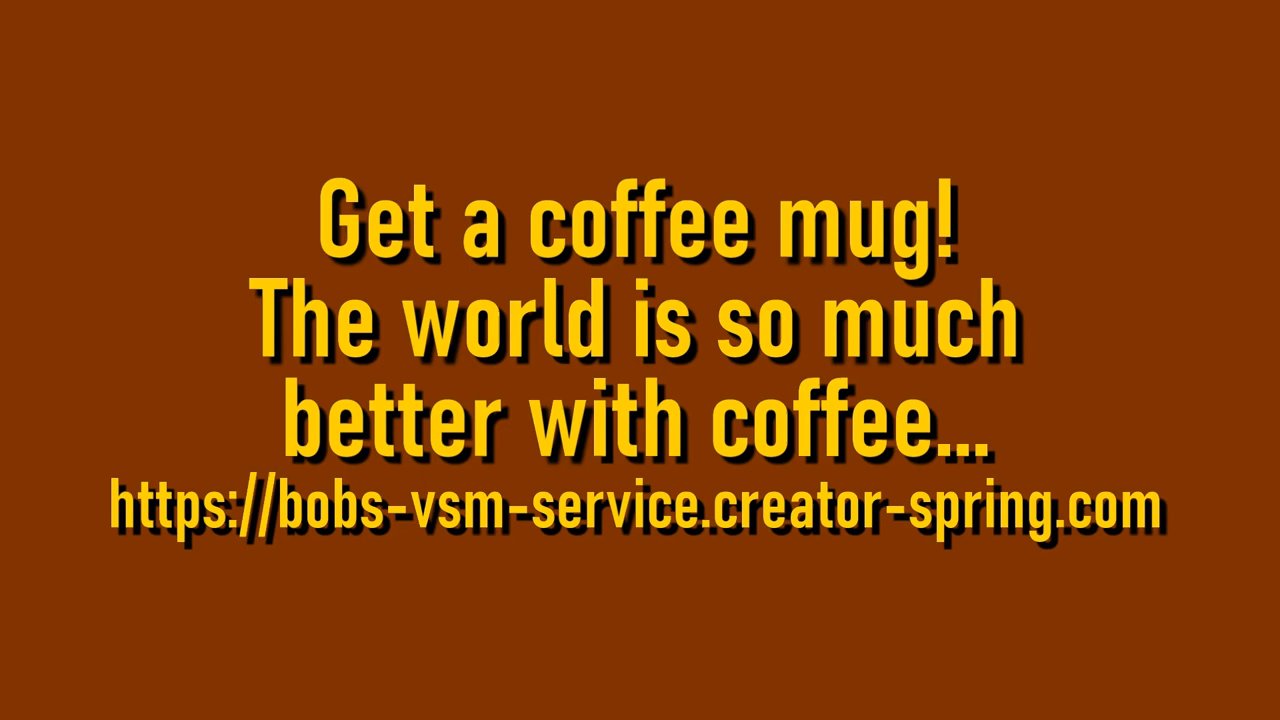 Get a coffee mug!
The world is so much
better with coffee...
https://bobs-vsm-service.creator-spring.com